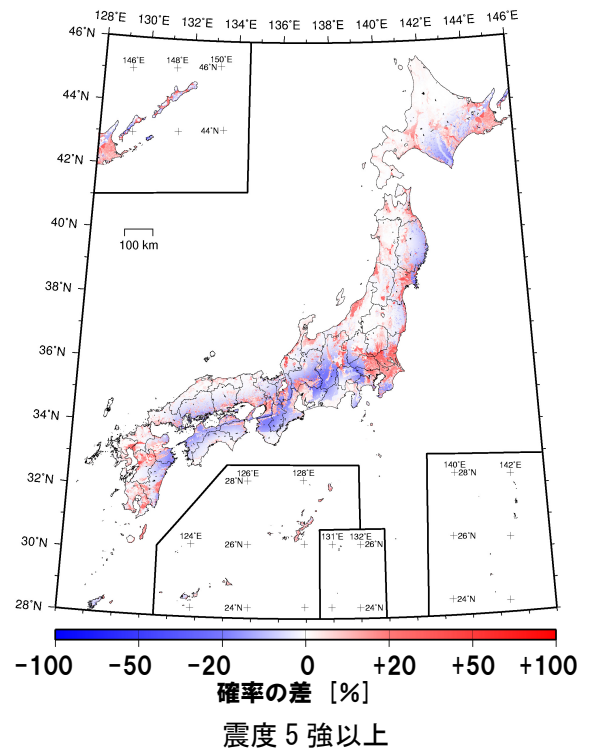 128°E 130°E 132°E 134°E 136°E 138°E 140°E 142°E 144°E 146°E
46°N
146°E 148°E 150°E
46°N
44°N
44°N
42°N
40°N
100 km
38°N
36°N
34°N
32°N
126°E 128°E
28°N
140°E 142°E
28°N
124°E
26°N
131°E 132°E
26°N
26°N
30°N
24°N
24°N
24°N
28°N
-100 -50 -20 0 +20 +50 +100
確率の差 [%]
震度5強以上